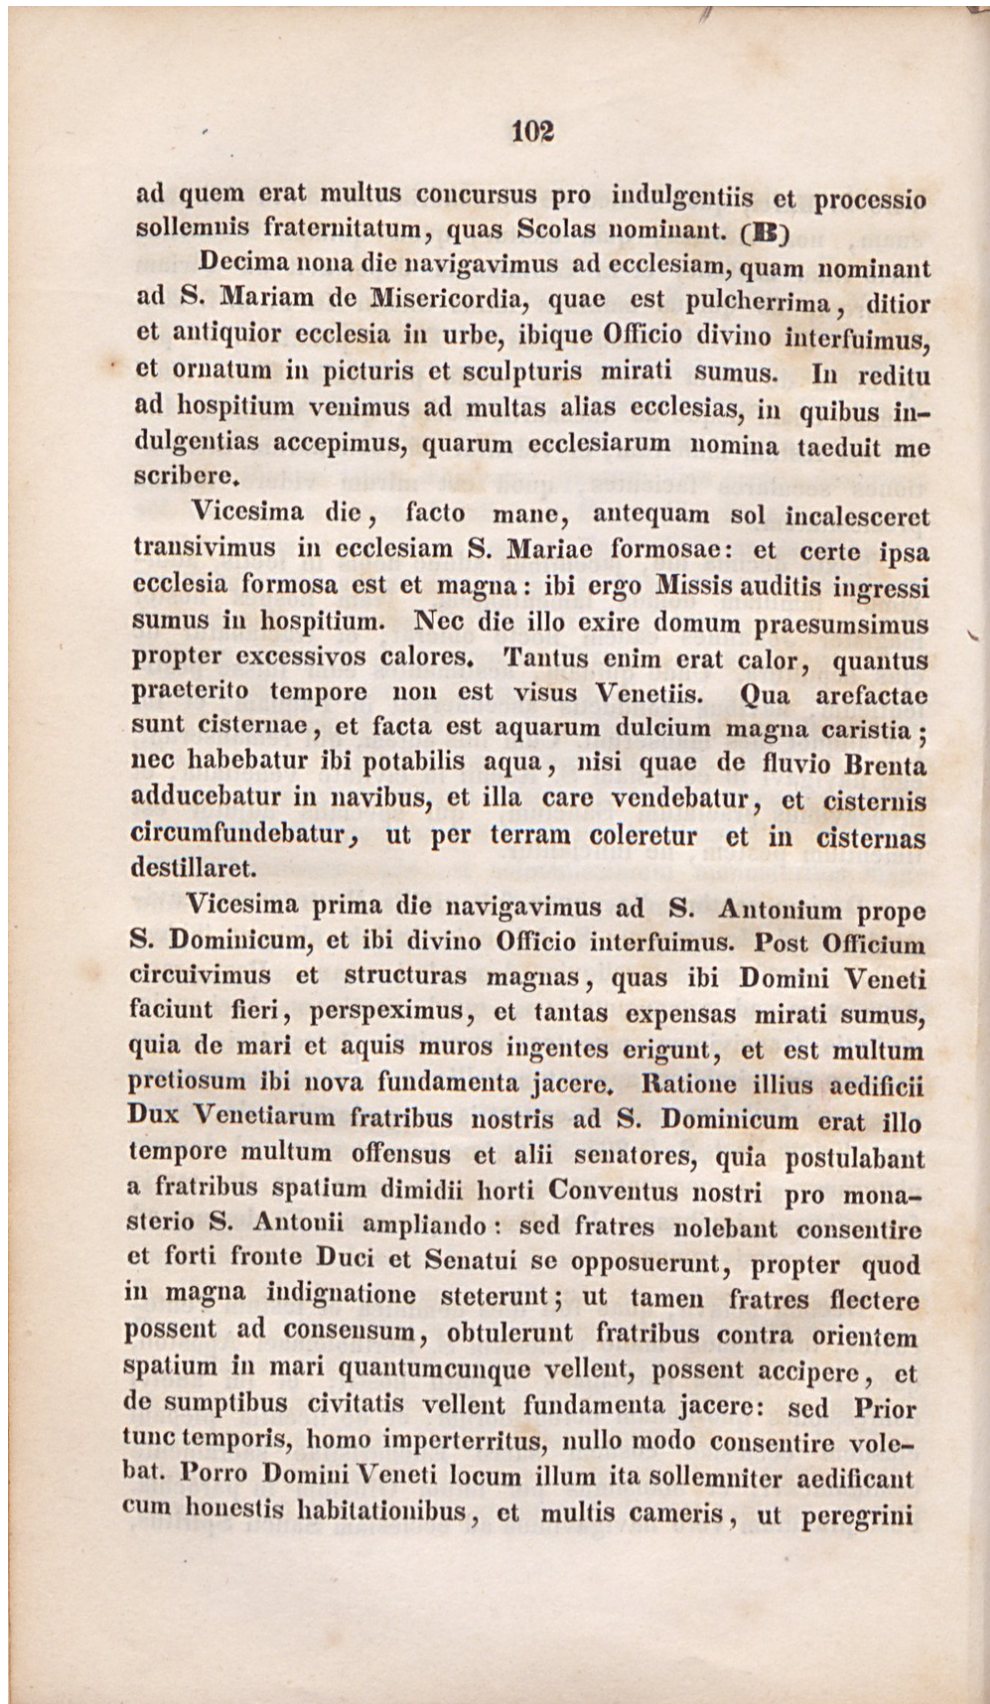 102
ad quem erat multus concursus pro indulgentiis et processio
sollemnis fraternitatum, quas Scolas nominant. (B)
Decima nona die navigavimus ad ecclesiam, quam nominant
ad S. Mariam de Misericordia, quae est pulcherrima, ditior
et antiquior ecclesia in urbe, ibique Officio divino interfuimus,
et ornatum in picturis et sculpturis mirati sumus. In reditu
ad hospitium venimus ad multas alias ecclesias, in quibus in-
dulgentias accepimus, quarum ecclesiarum nomina taeduit me
scribere.
Vicesima die, facto mane, antequam sol incalesceret
transivimus in ecclesiam S. Mariae formosae: et certe ipsa
ecclesia formosa est et magna: ibi ergo Missis auditis ingressi
sumus in hospitium. Nec die illo exire domum praesumsimus
propter excessivos calores. Tantus enim erat calor, quantus
praeterito tempore non est visus Venetiis. Qua arefactae
sunt cisternae, et facta est aquarum dulcium magna caristia;
nec habebatur ibi potabilis aqua, nisi quae de fluvio Brenta
adducebatur in navibus, et illa care vendebatur, et cisternis
circumfundebatur, ut per terram coleretur et in cisternas
destillaret.
Vicesima prima die navigavimus ad S. Antonium prope
S. Dominicum, et ibi divino Officio interfuimus. Post Officium
circuivimus et structuras magnas, quas ibi Domini Veneti
faciunt fieri, perspeximus, et tantas expensas mirati sumus,
quia de mari et aquis muros ingentes erigunt, et est multum
pretiosum ibi nova fundamenta jacere. Ratione illius aedificii
Dux Venetiarum fratribus nostris ad S. Dominicum erat illo
tempore multum offensus et alii senatores, quia postulabant
a fratribus spatium dimidii horti Conventus nostri pro mona-
sterio S. Antonii ampliando: sed fratres nolebant consentire
et forti fronte Duci et Senatui se opposuerunt, propter quod
in magna indignatione steterunt; ut tamen fratres flectere
possent ad consensum, obtulerunt fratribus contra orientem
spatium in mari quantumcunque vellent, possent accipere, et
de sumptibus civitatis vellent fundamenta jacere: sed Prior
tunc temporis, homo imperterritus, nullo modo consentire vole-
bat. Porro Domini Veneti locum illum ita sollemniter aedificant
cum honestis habitationibus, et multis cameris, ut peregrini